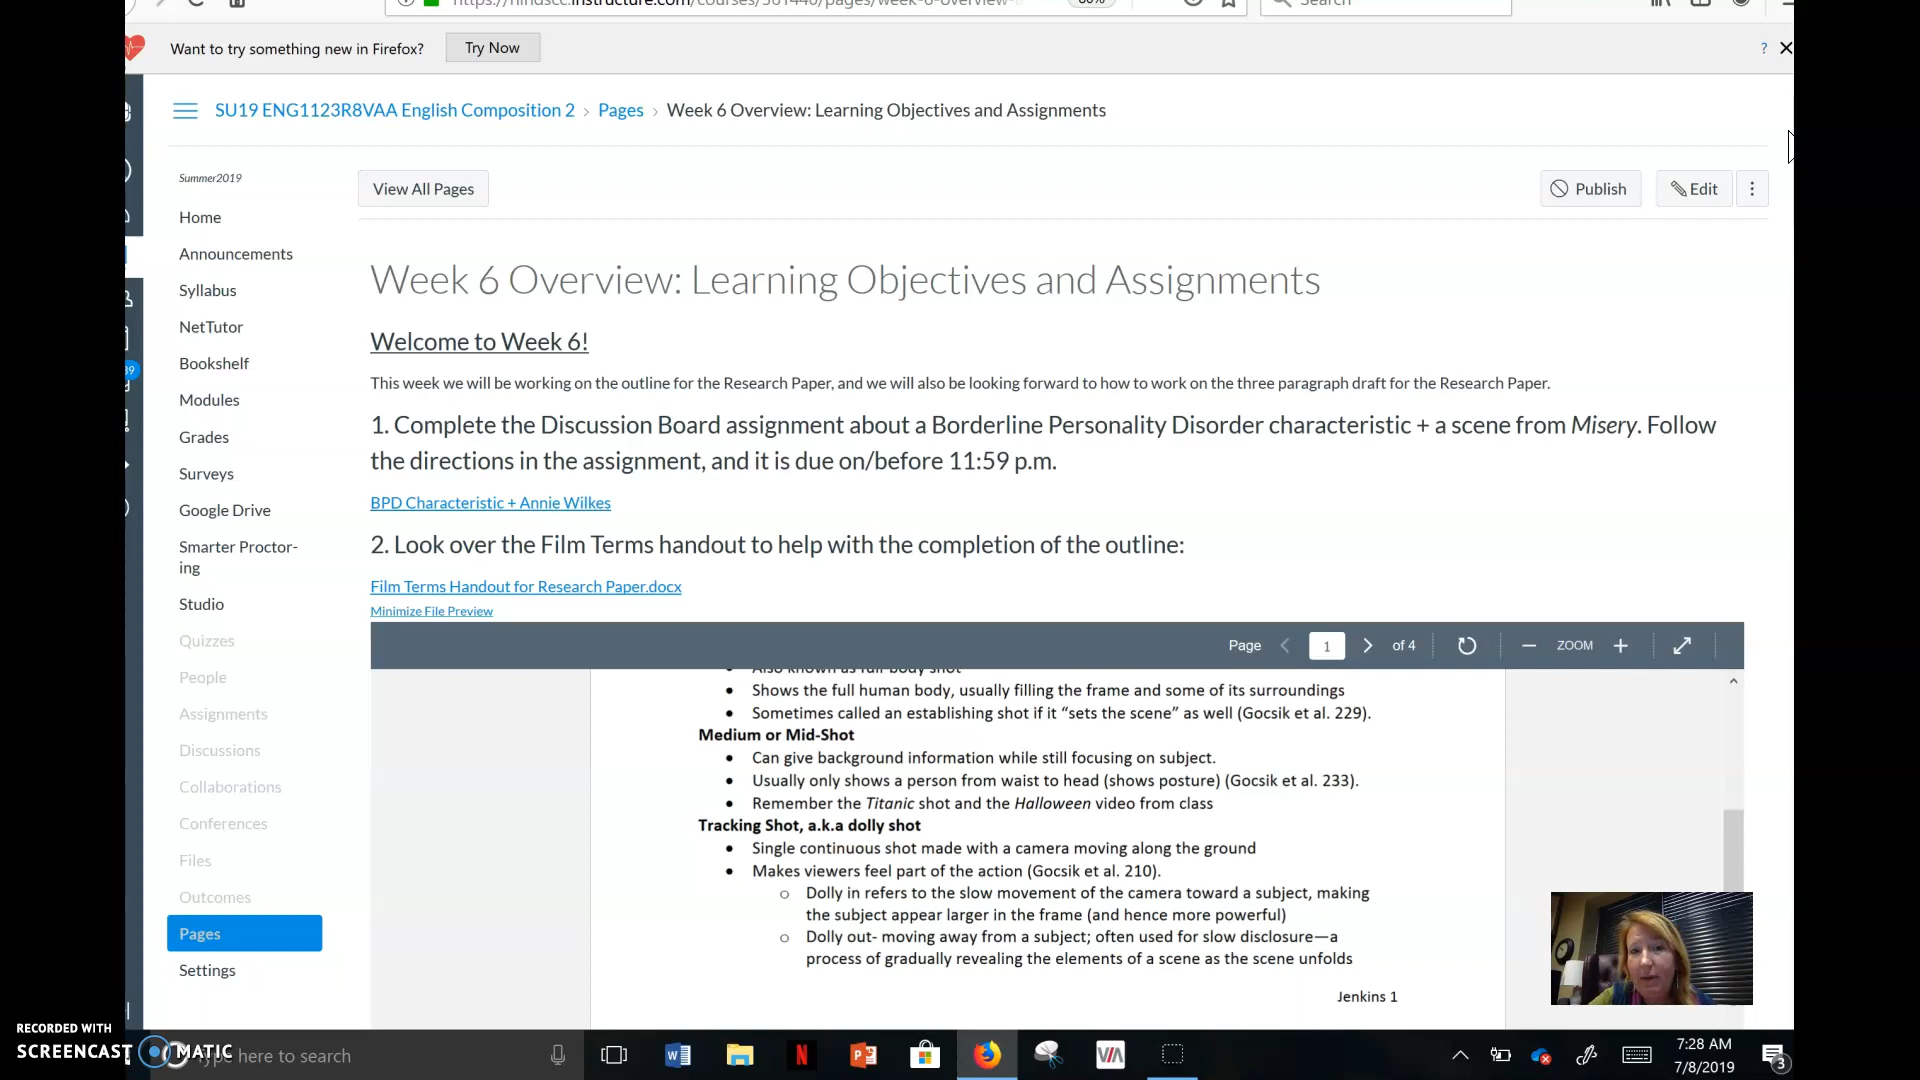 Search
Want to try something new in Firefox?
Try Now
?
SU19 ENG1123R8VAA English Composition 2 › Pages › Week 6 Overview: Learning Objectives and Assignments
Summer2019
Home
Announcements
Syllabus
NetTutor
Bookshelf
Modules
Grades
Surveys
Google Drive
Smarter Proctor-
ing
Studio
Quizzes
People
Assignments
Discussions
Collaborations
Conferences
Files
Outcomes
Pages
Settings
39
View All Pages
Publish
Edit
Week 6 Overview: Learning Objectives and Assignments
Welcome to Week 6!
This week we will be working on the outline for the Research Paper, and we will also be looking forward to how to work on the three paragraph draft for the Research Paper.
1. Complete the Discussion Board assignment about a Borderline Personality Disorder characteristic + a scene from Misery. Follow
the directions in the assignment, and it is due on/before 11:59 p.m.
BPD Characteristic + Annie Wilkes
2. Look over the Film Terms handout to help with the completion of the outline:
Film Terms Handout for Research Paper.docx
Minimize File Preview
Page 1 of 4 ZOOM
• Also known as full body shot
• Shows the full human body, usually filling the frame and some of its surroundings
• Sometimes called an establishing shot if it “sets the scene” as well (Gocsik et al. 229).
Medium or Mid-Shot
• Can give background information while still focusing on subject.
• Usually only shows a person from waist to head (shows posture) (Gocsik et al. 233).
• Remember the Titanic shot and the Halloween video from class
Tracking Shot, a.k.a dolly shot
• Single continuous shot made with a camera moving along the ground
• Makes viewers feel part of the action (Gocsik et al. 210).
o Dolly in refers to the slow movement of the camera toward a subject, making
the subject appear larger in the frame (and hence more powerful)
o Dolly out- moving away from a subject; often used for slow disclosure—a
process of gradually revealing the elements of a scene as the scene unfolds
Jenkins 1
RECORDED WITH
SCREENCAST MATIC
here to search
VIA
7:28 AM
7/8/2019
3